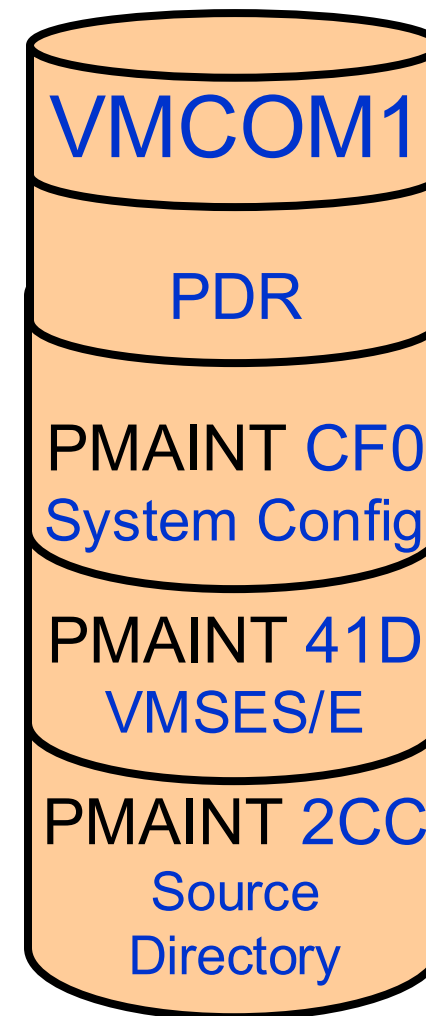 VMCOM1
PDR
PMAINT CF0
System Config
PMAINT 41D
VMSES/E
PMAINT 2CC
Source
Directory